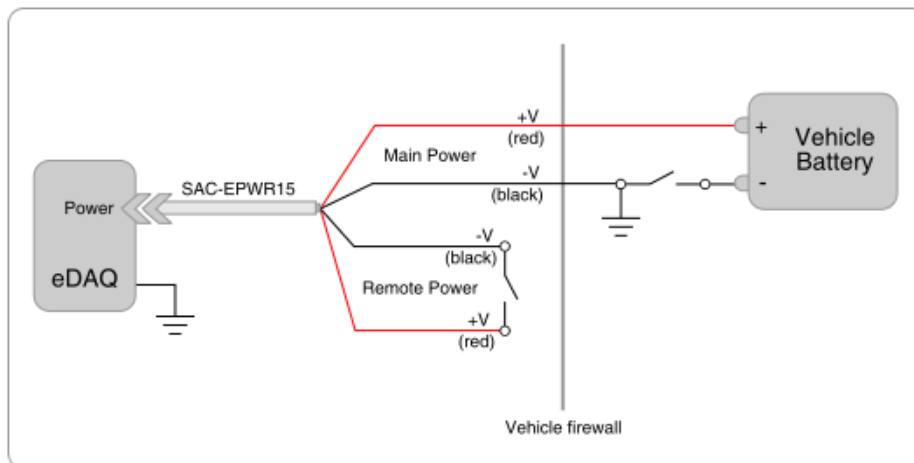 +V
(red)
+
Vehicle
Battery
Main Power
-V
(black)
-
SAC-EPWR15
Power
eDAQ
-V
(black)
Remote Power
+V
(red)
Vehicle firewall